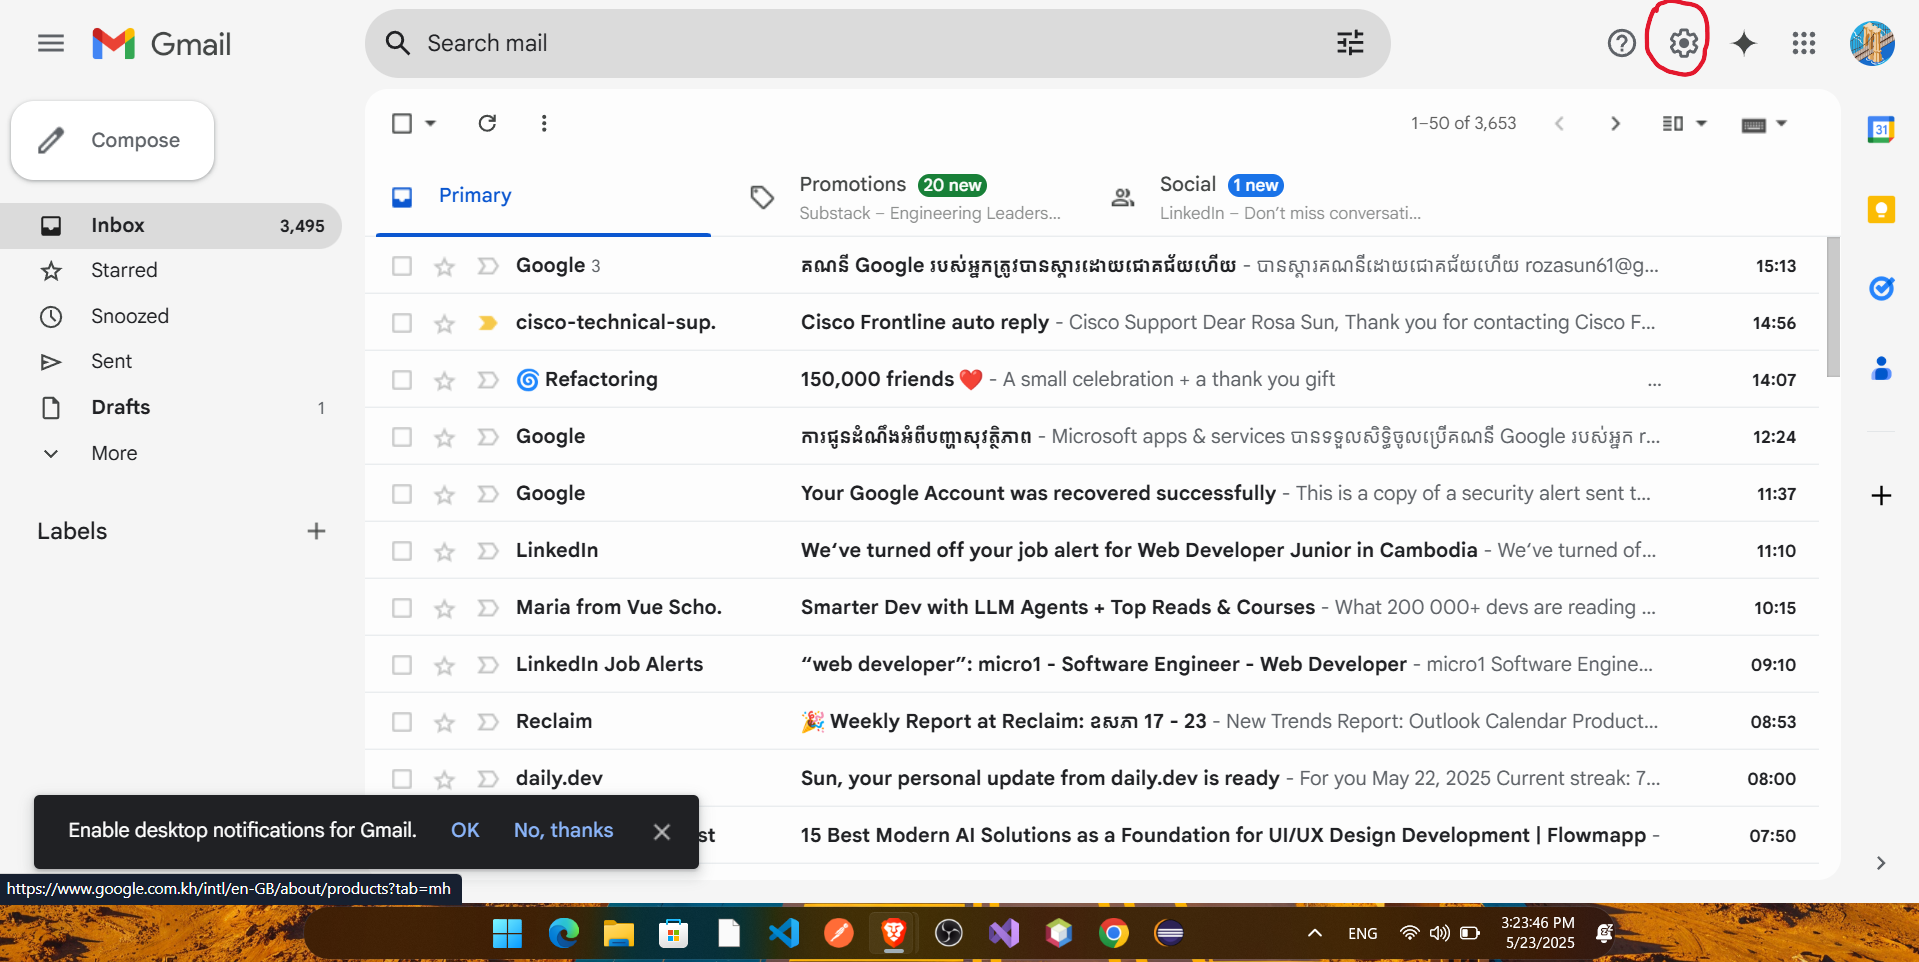 Gmail
Search mail
Compose
1–50 of 3,653
Primary
Promotions 20 new
Substack – Engineering Leaders...
Social 1 new
LinkedIn – Don't miss conversati...
Inbox 3,495
Starred
Snoozed
Sent
Drafts 1
More
Labels
Google 3 គណនី Google របស់អ្នកត្រូវបានស្ដារដោយជោគជ័យហើយ - បានស្ដារគណនីដោយជោគជ័យហើយ rozasun61@g... 15:13
cisco-technical-sup. Cisco Frontline auto reply - Cisco Support Dear Rosa Sun, Thank you for contacting Cisco F... 14:56
Refactoring 150,000 friends ❤️ - A small celebration + a thank you gift ... 14:07
Google ការជូនដំណឹងអំពីបញ្ហាសុវត្ថិភាព - Microsoft apps & services បានទទួលសិទ្ធិចូលប្រើគណនី Google របស់អ្នក r... 12:24
Google Your Google Account was recovered successfully - This is a copy of a security alert sent t... 11:37
LinkedIn We've turned off your job alert for Web Developer Junior in Cambodia - We've turned of... 11:10
Maria from Vue Scho. Smarter Dev with LLM Agents + Top Reads & Courses - What 200 000+ devs are reading ... 10:15
LinkedIn Job Alerts “web developer”: micro1 - Software Engineer - Web Developer - micro1 Software Engine... 09:10
Reclaim 🎉 Weekly Report at Reclaim: ឧសភា 17 - 23 - New Trends Report: Outlook Calendar Product... 08:53
daily.dev Sun, your personal update from daily.dev is ready - For you May 22, 2025 Current streak: 7... 08:00
st 15 Best Modern AI Solutions as a Foundation for UI/UX Design Development | Flowmapp - 07:50
Enable desktop notifications for Gmail. OK No, thanks
https://www.google.com.kh/intl/en-GB/about/products?tab=mh
31
ENG
3:23:46 PM
5/23/2025